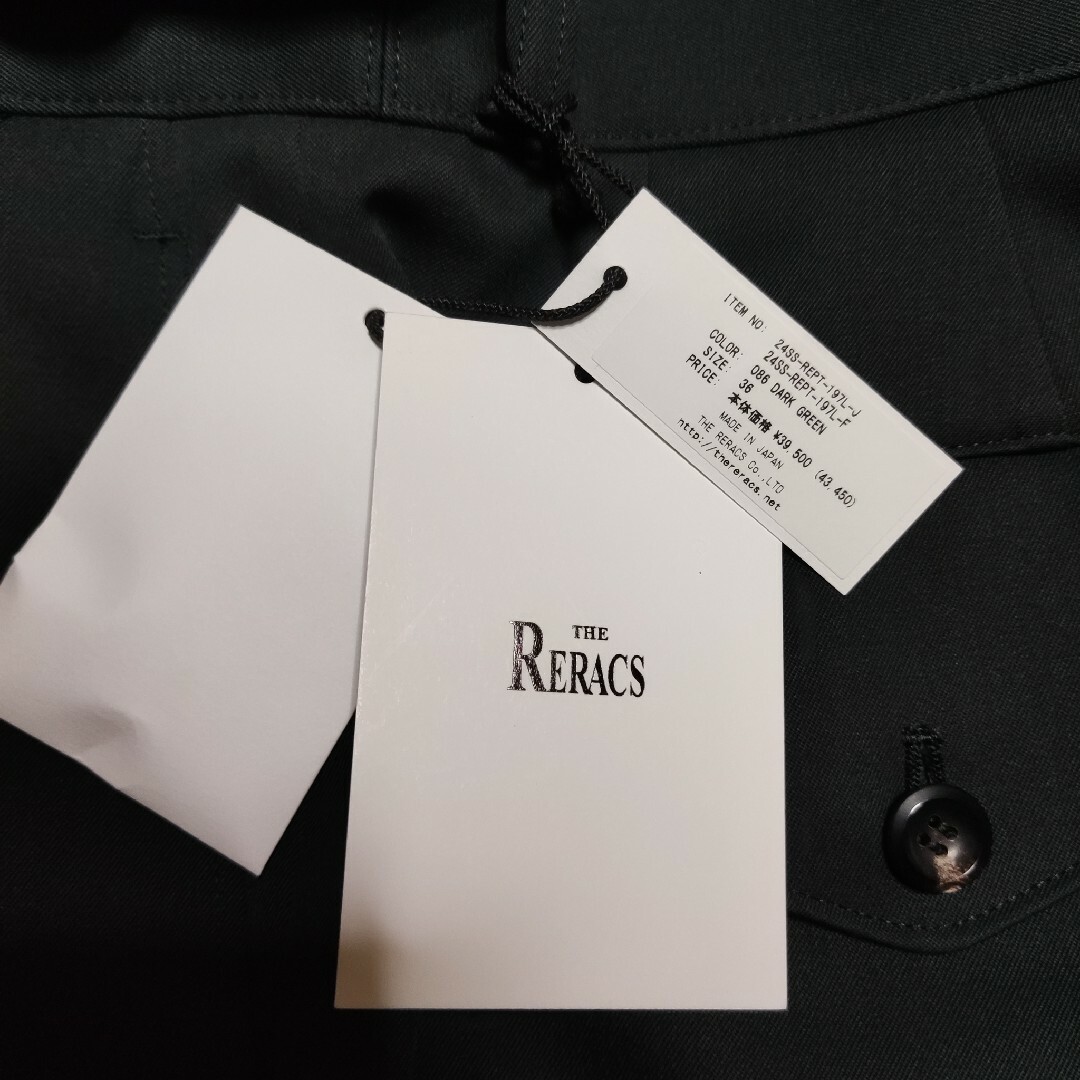 ITEM NO: 24SS-REPT-197L-J
24SS-REPT-197L-F
COLOR: 086 DARK GREEN
SIZE: 36
PRICE: 本体価格 ¥39,500 (43,450)
MADE IN JAPAN
THE RERACS Co.,LTD
http://thereracs.net
THE
RERACS